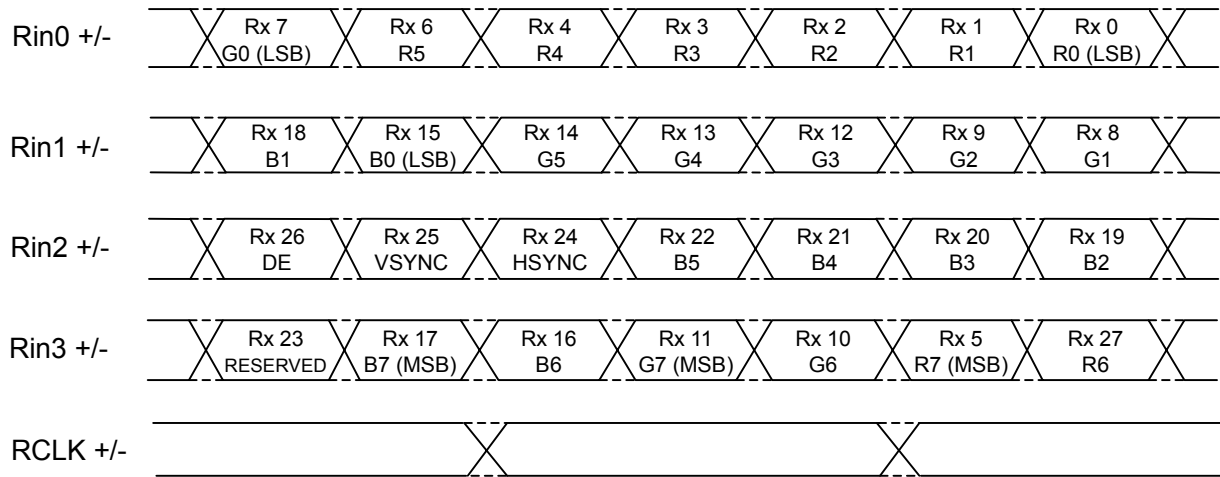 Rin0 +/-
Rx 7 Rx 6 Rx 4 Rx 3 Rx 2 Rx 1 Rx 0
G0 (LSB) R5 R4 R3 R2 R1 R0 (LSB)
Rin1 +/-
Rx 18 Rx 15 Rx 14 Rx 13 Rx 12 Rx 9 Rx 8
B1 B0 (LSB) G5 G4 G3 G2 G1
Rin2 +/-
Rx 26 Rx 25 Rx 24 Rx 22 Rx 21 Rx 20 Rx 19
DE VSYNC HSYNC B5 B4 B3 B2
Rin3 +/-
Rx 23 Rx 17 Rx 16 Rx 11 Rx 10 Rx 5 Rx 27
RESERVED B7 (MSB) B6 G7 (MSB) G6 R7 (MSB) R6
RCLK +/-